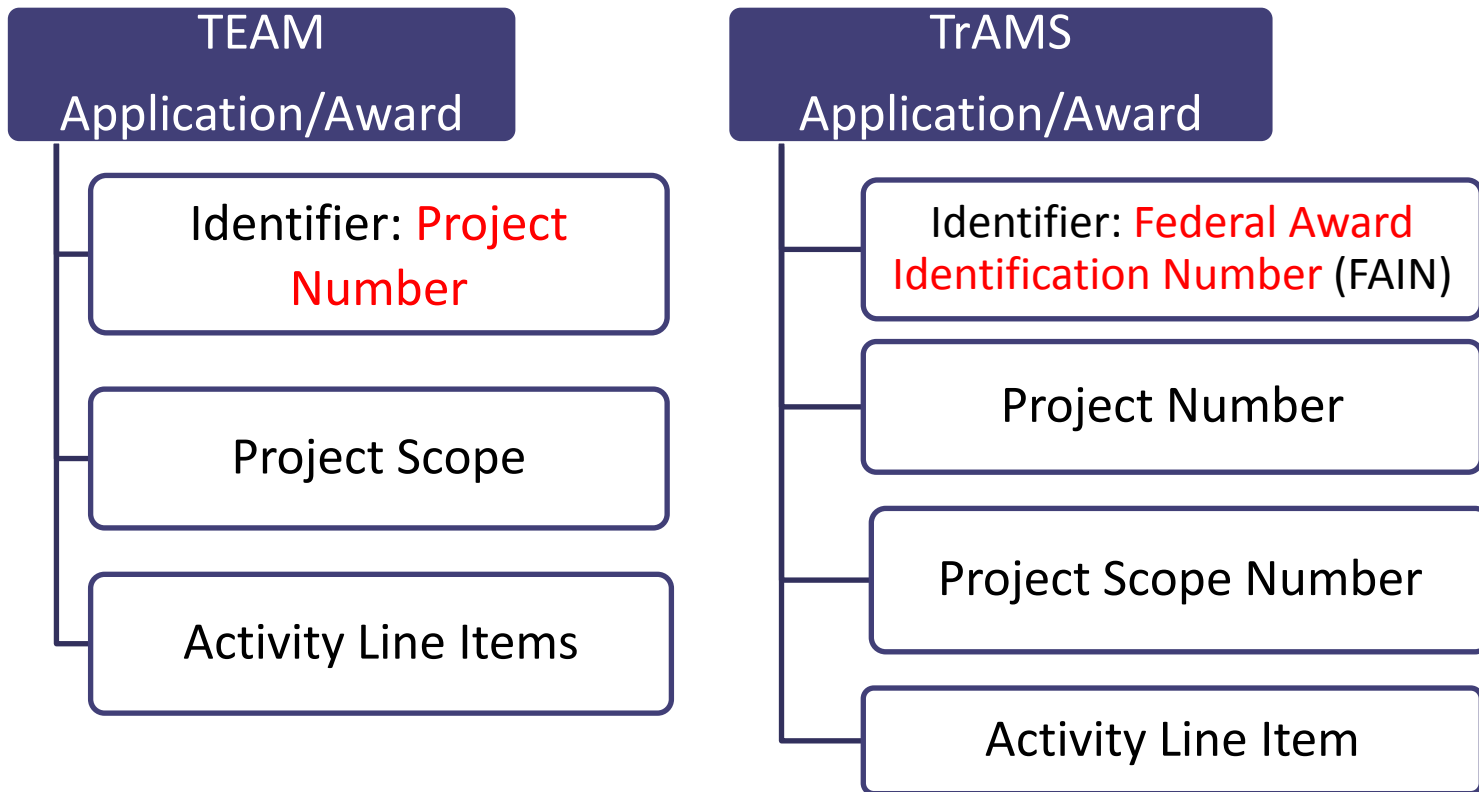 TEAM
Application/Award
Identifier: Project
Number
Project Scope
Activity Line Items
TrAMS
Application/Award
Identifier: Federal Award
Identification Number (FAIN)
Project Number
Project Scope Number
Activity Line Item